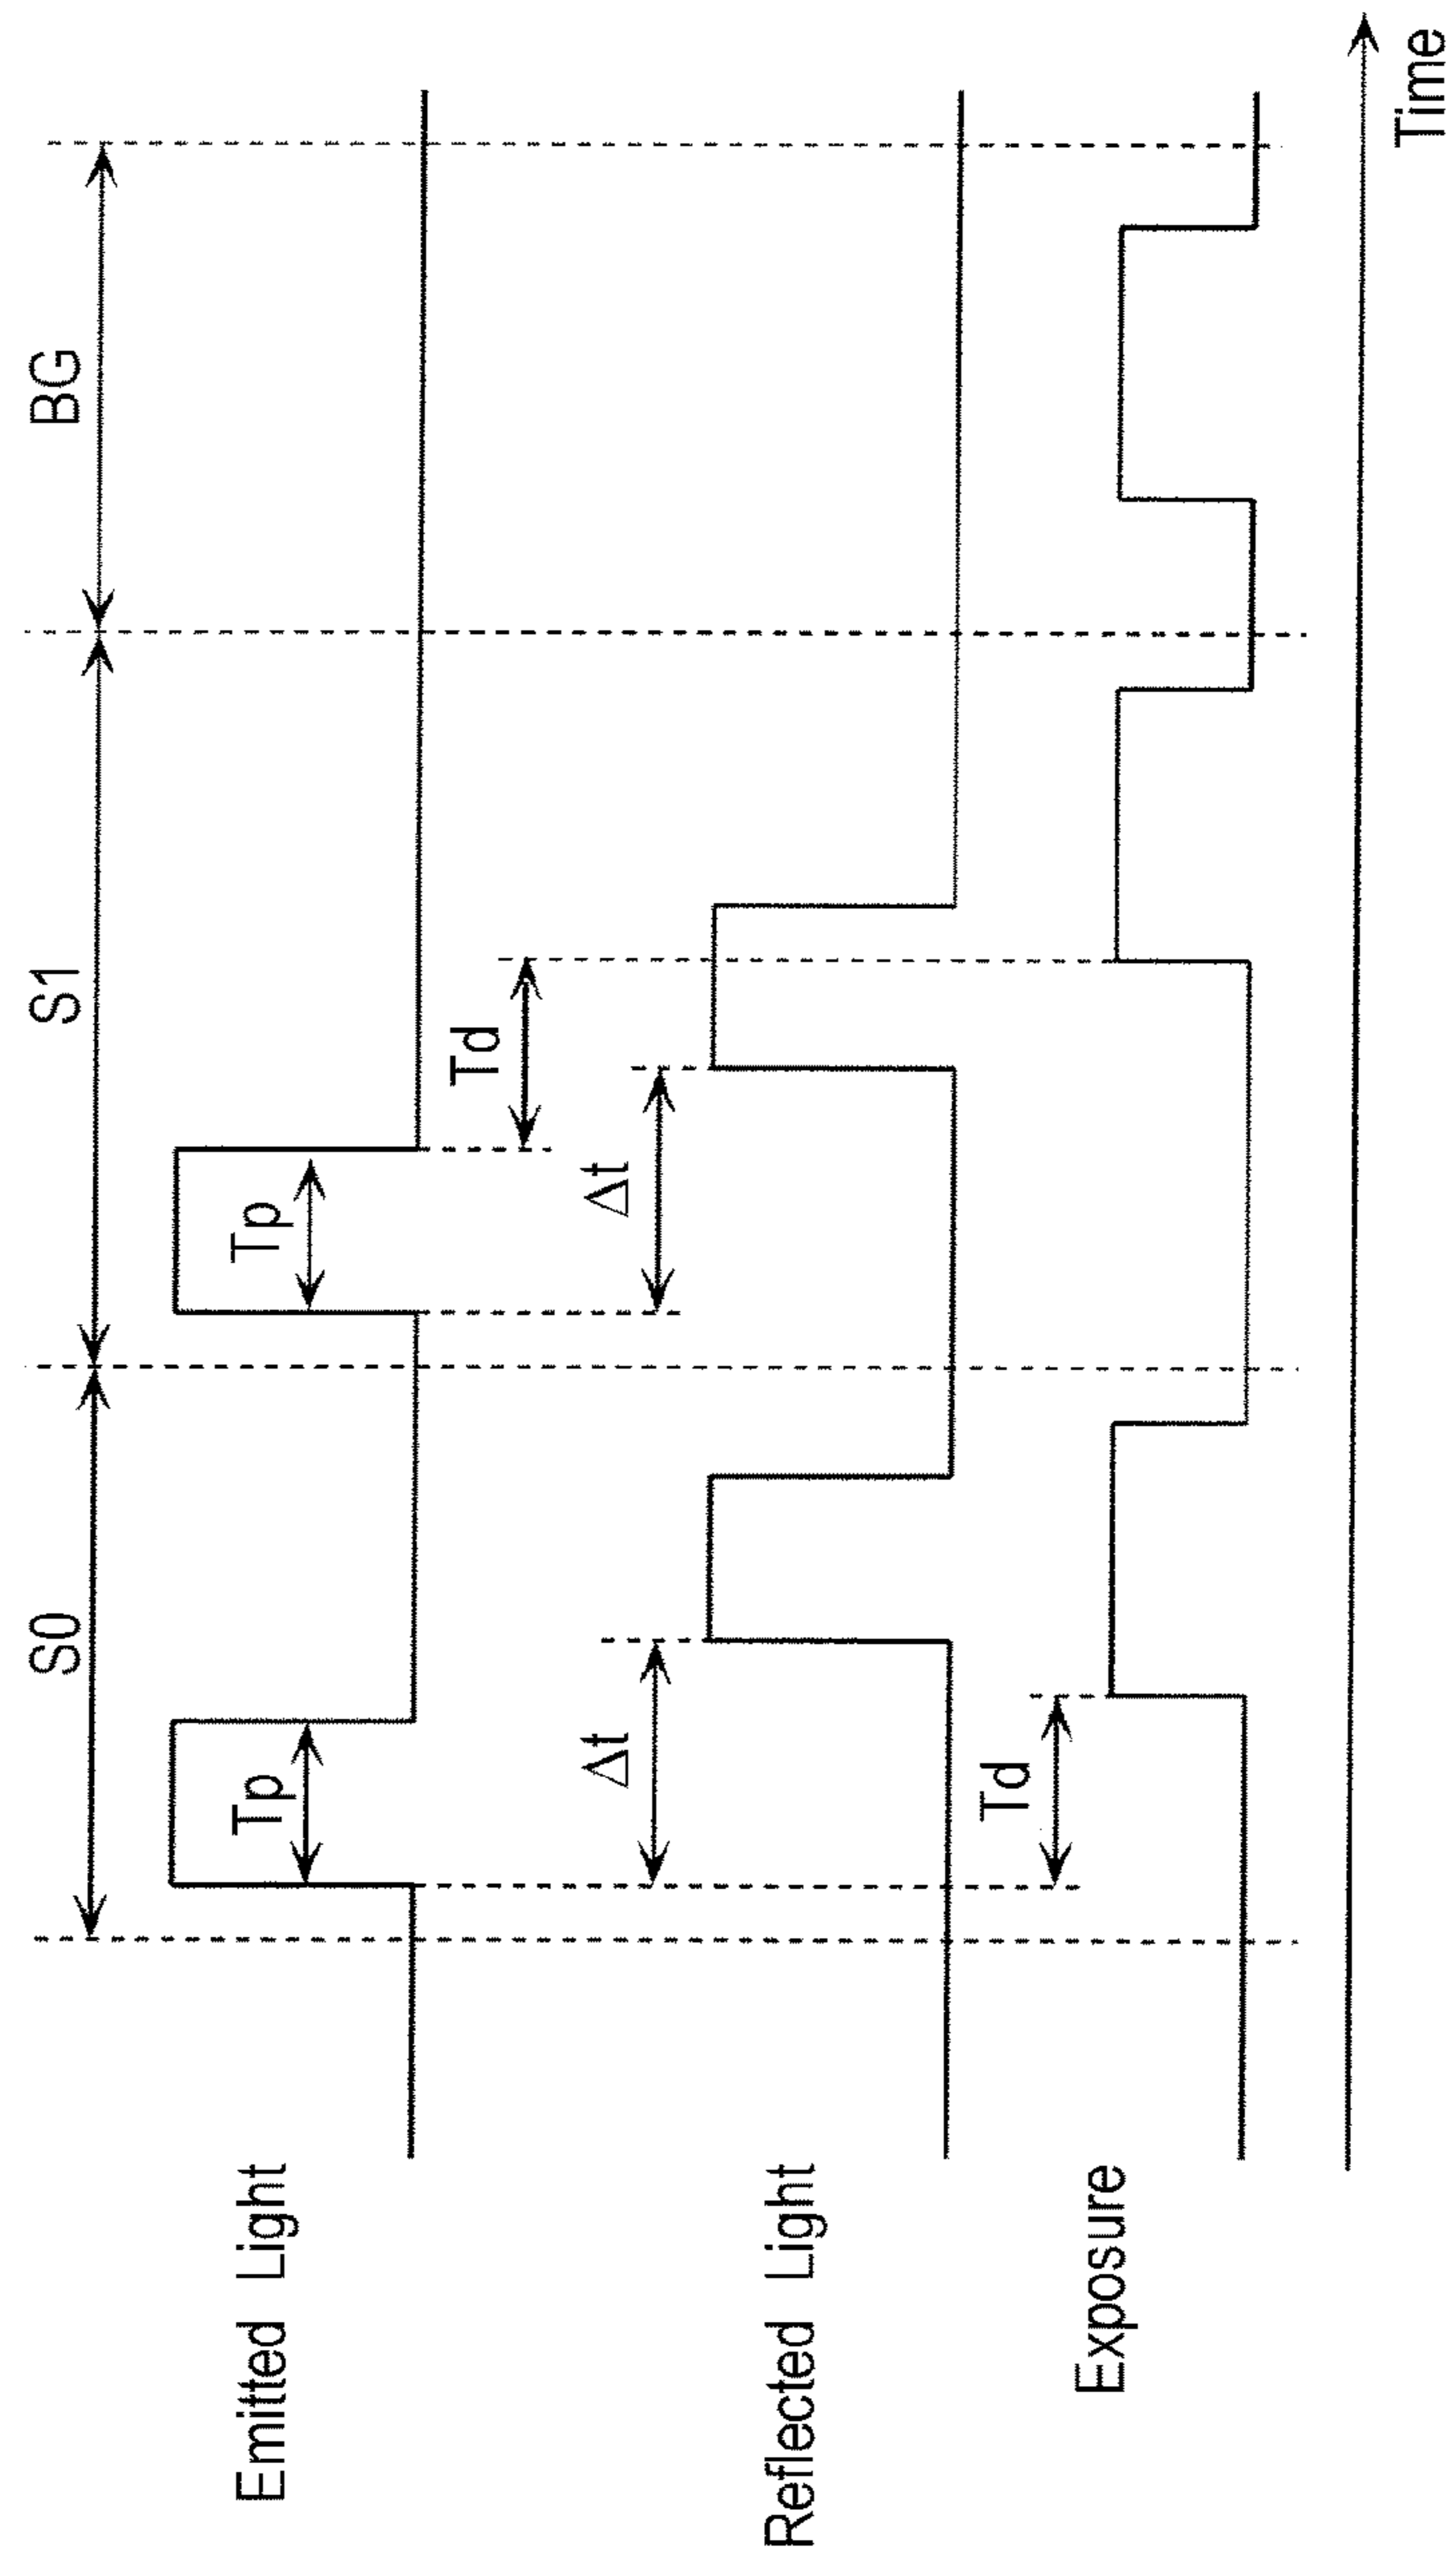 S0
S1
BG
Emitted Light
Tp
Tp
Td
Reflected Light
Δt
Δt
Exposure
Td
Time